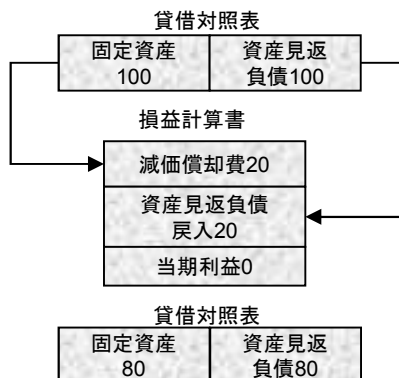 貸借対照表
固定資産
100
資産見返
負債100
損益計算書
減価償却費20
資産見返負債
戻入20
当期利益0
貸借対照表
固定資産
80
資産見返
負債80